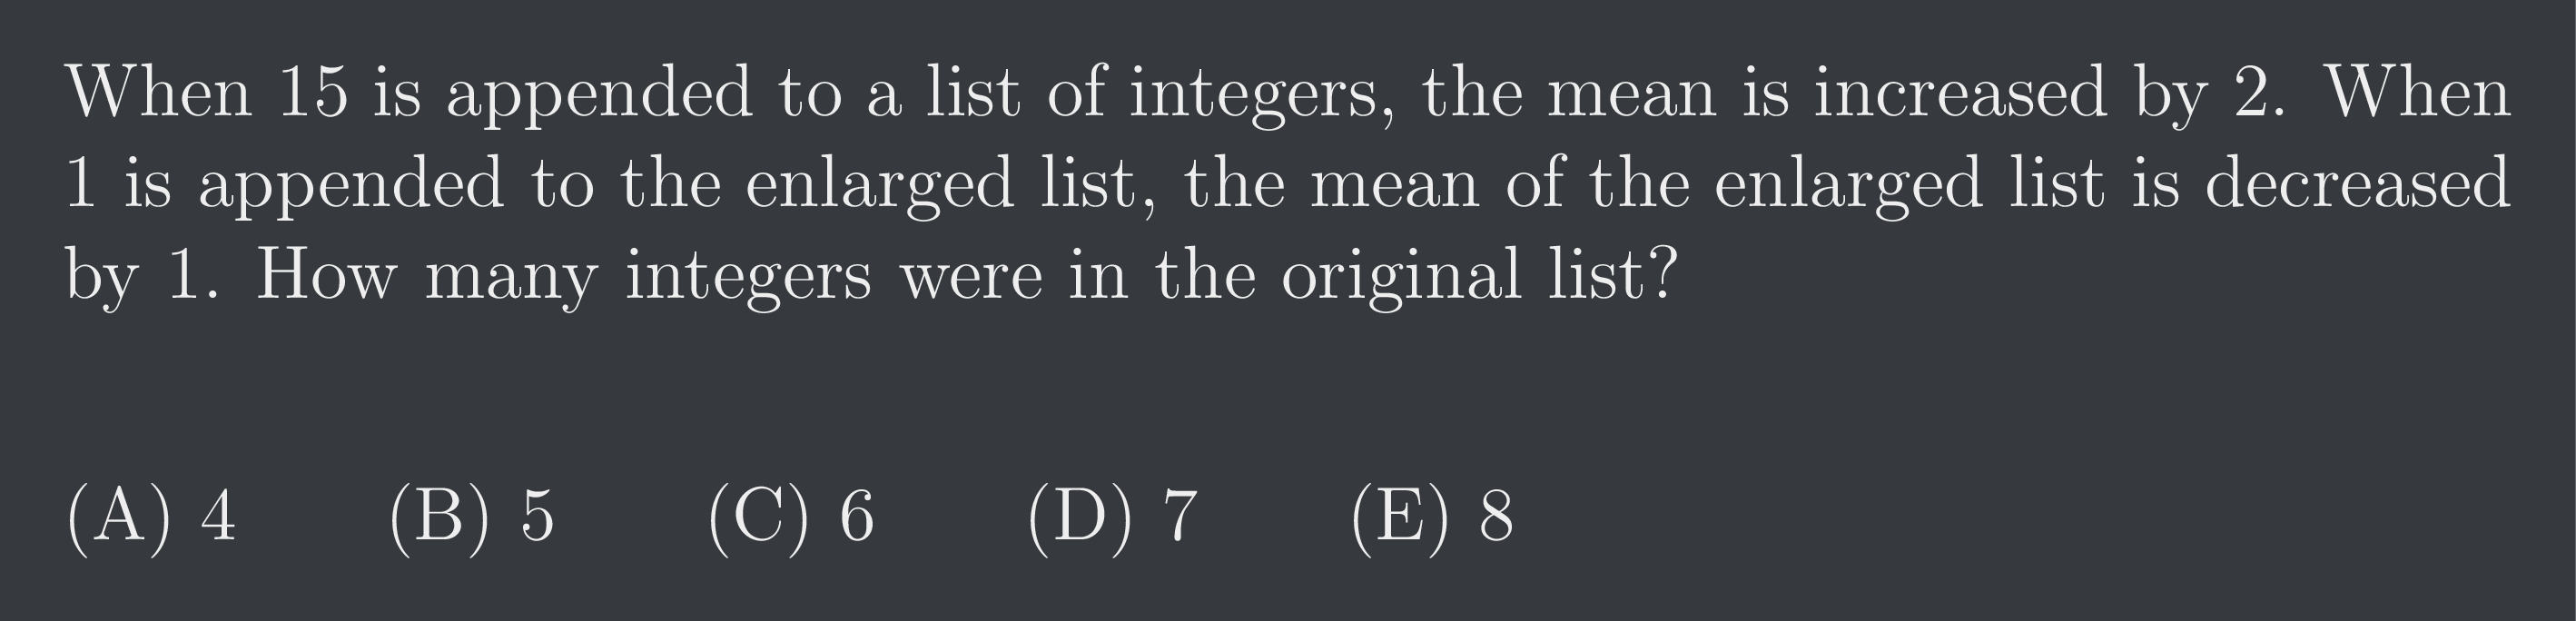 When 15 is appended to a list of integers, the mean is increased by 2. When
1 is appended to the enlarged list, the mean of the enlarged list is decreased
by 1. How many integers were in the original list?
(A) 4 (B) 5 (C) 6 (D) 7 (E) 8